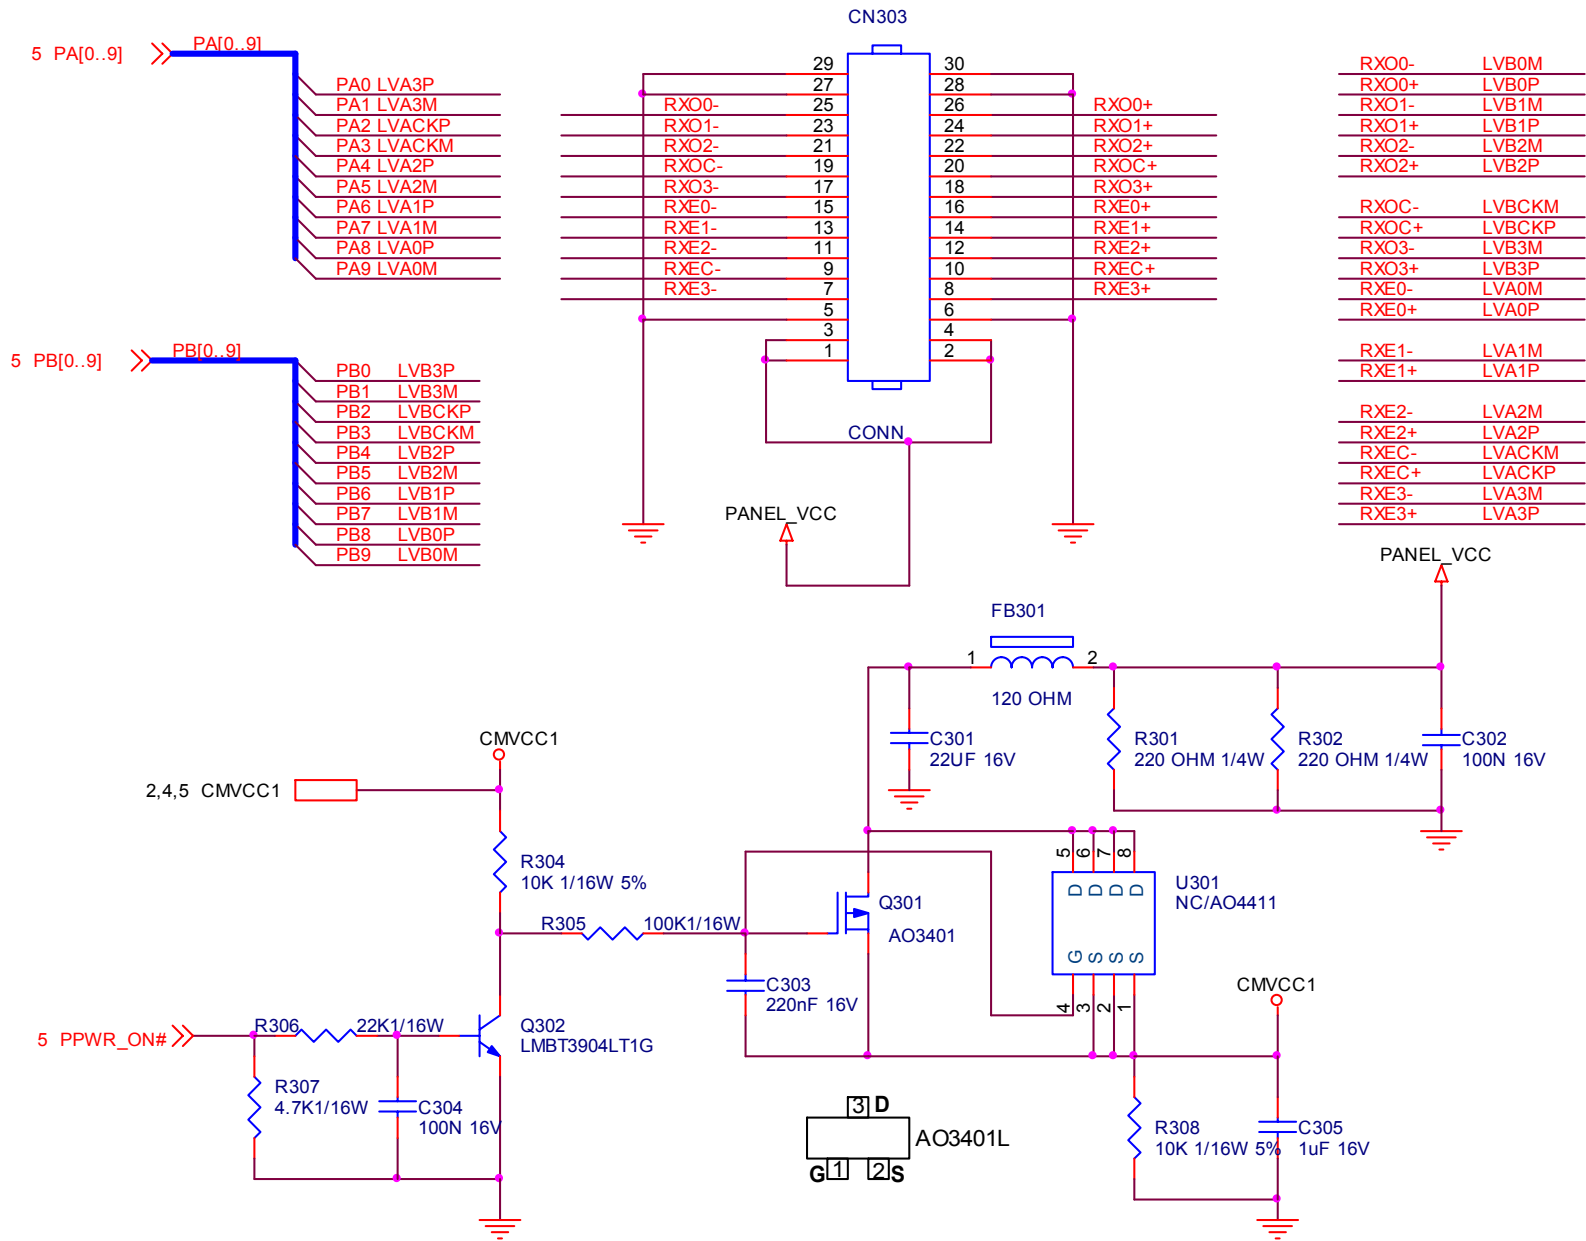 CN303
5 PA[0..9]
PA[0..9]
PA0 LVA3P
PA1 LVA3M
PA2 LVACKP
PA3 LVACKM
PA4 LVA2P
PA5 LVA2M
PA6 LVA1P
PA7 LVA1M
PA8 LVA0P
PA9 LVA0M
5 PB[0..9]
PB[0..9]
PB0 LVB3P
PB1 LVB3M
PB2 LVBCKP
PB3 LVBCKM
PB4 LVB2P
PB5 LVB2M
PB6 LVB1P
PB7 LVB1M
PB8 LVB0P
PB9 LVB0M
29 30
27 28
RXO0- 25 26 RXO0+
RXO1- 23 24 RXO1+
RXO2- 21 22 RXO2+
RXOC- 19 20 RXOC+
RXO3- 17 18 RXO3+
RXE0- 15 16 RXE0+
RXE1- 13 14 RXE1+
RXE2- 11 12 RXE2+
RXEC- 9 10 RXEC+
RXE3- 7 8 RXE3+
5 6
3 4
1 2
CONN
PANEL_VCC
RXO0- LVB0M
RXO0+ LVB0P
RXO1- LVB1M
RXO1+ LVB1P
RXO2- LVB2M
RXO2+ LVB2P
RXOC- LVBCKM
RXOC+ LVBCKP
RXO3- LVB3M
RXO3+ LVB3P
RXE0- LVA0M
RXE0+ LVA0P
RXE1- LVA1M
RXE1+ LVA1P
RXE2- LVA2M
RXE2+ LVA2P
RXEC- LVACKM
RXEC+ LVACKP
RXE3- LVA3M
RXE3+ LVA3P
PANEL_VCC
FB301
1 2
120 OHM
C301
22UF 16V
R301
220 OHM 1/4W
R302
220 OHM 1/4W
C302
100N 16V
CMVCC1
2,4,5 CMVCC1
R304
10K 1/16W 5%
R305 100K1/16W
Q301
AO3401
5 6 7 8
D D D D
G S S S
4 3 2 1
U301
NC/AO4411
C303
220nF 16V
CMVCC1
5 PPWR_ON#
R306 22K1/16W
Q302
LMBT3904LT1G
R307
4.7K1/16W
C304
100N 16V
3 D
AO3401L
G 1 2 S
R308
10K 1/16W 5%
C305
1uF 16V